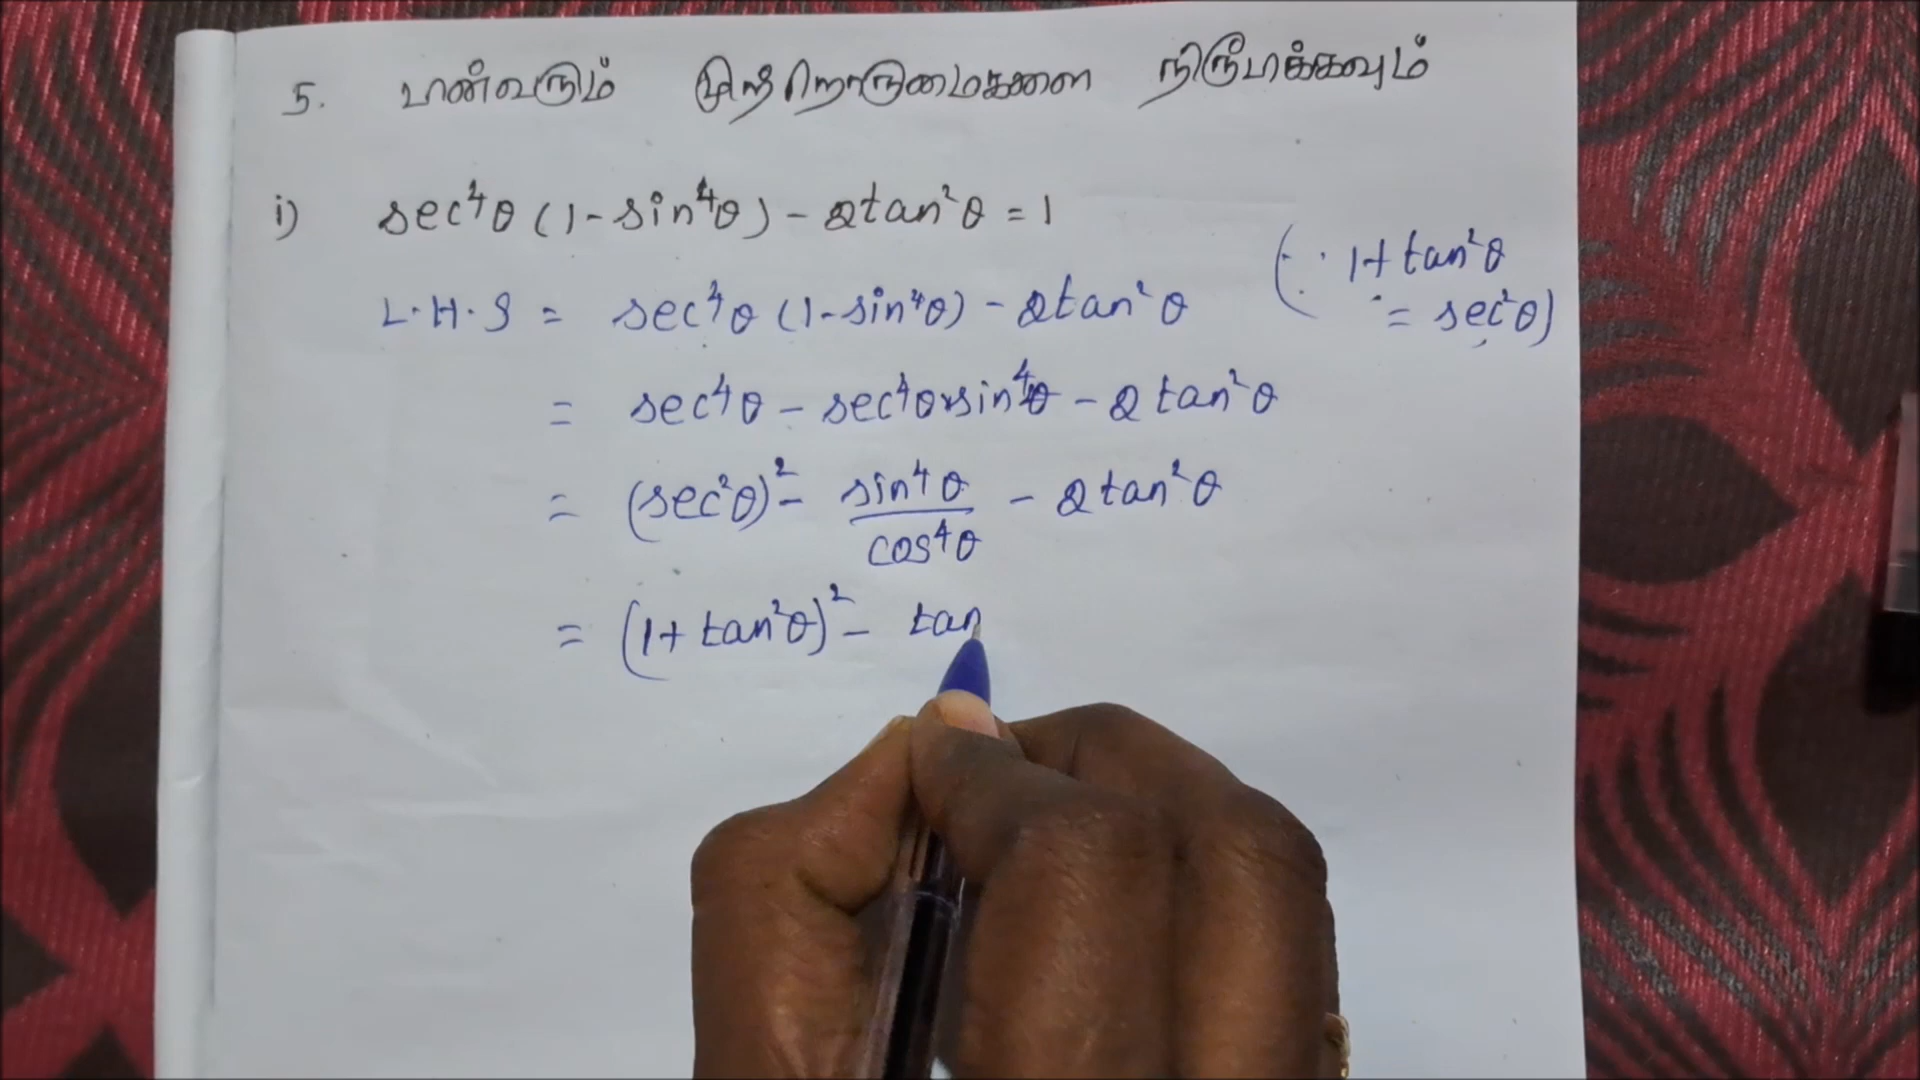 5. பின்வரும் முற்றொருமைகளை நிரூபிக்கவும்
i) sec⁴θ (1 - sin⁴θ) - 2tan²θ = 1
L.H.S = sec⁴θ (1 - sin⁴θ) - 2tan²θ
(∵ 1 + tan²θ
= sec²θ)
= sec⁴θ - sec⁴θ × sin⁴θ - 2 tan²θ
= (sec²θ)² - sin⁴θ / cos⁴θ - 2 tan²θ
= (1 + tan²θ)² - tan